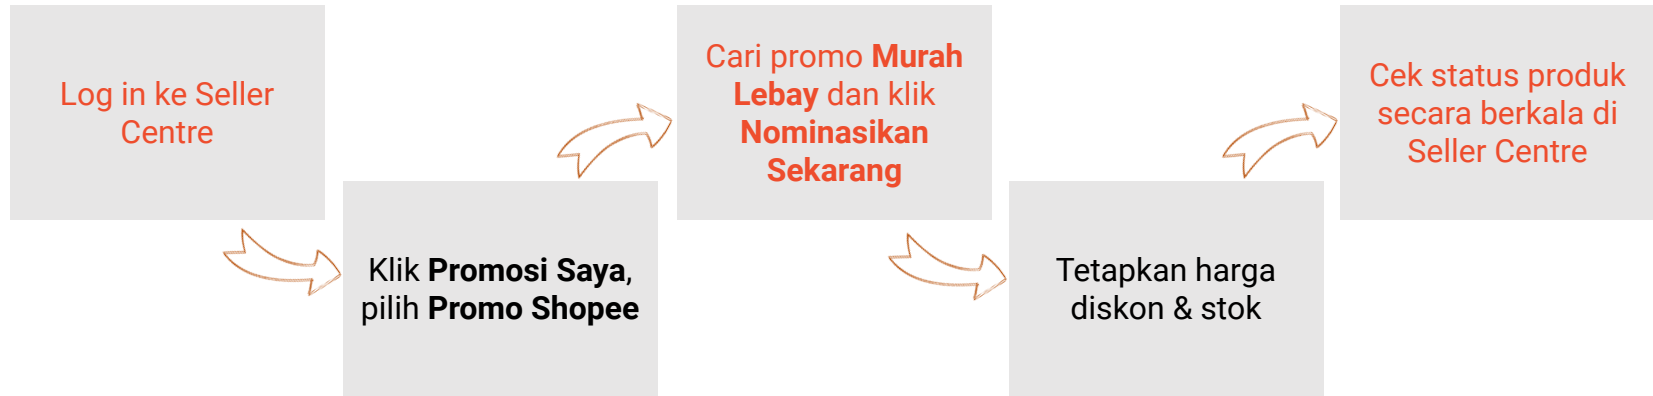 Log in ke Seller
Centre
Klik Promosi Saya,
pilih Promo Shopee
Cari promo Murah
Lebay dan klik
Nominasikan
Sekarang
Tetapkan harga
diskon & stok
Cek status produk
secara berkala di
Seller Centre